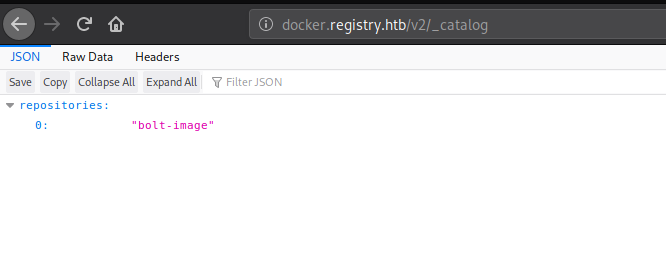 docker.registry.htb/v2/_catalog
JSON Raw Data Headers
Save Copy Collapse All Expand All Filter JSON
repositories:
0: "bolt-image"